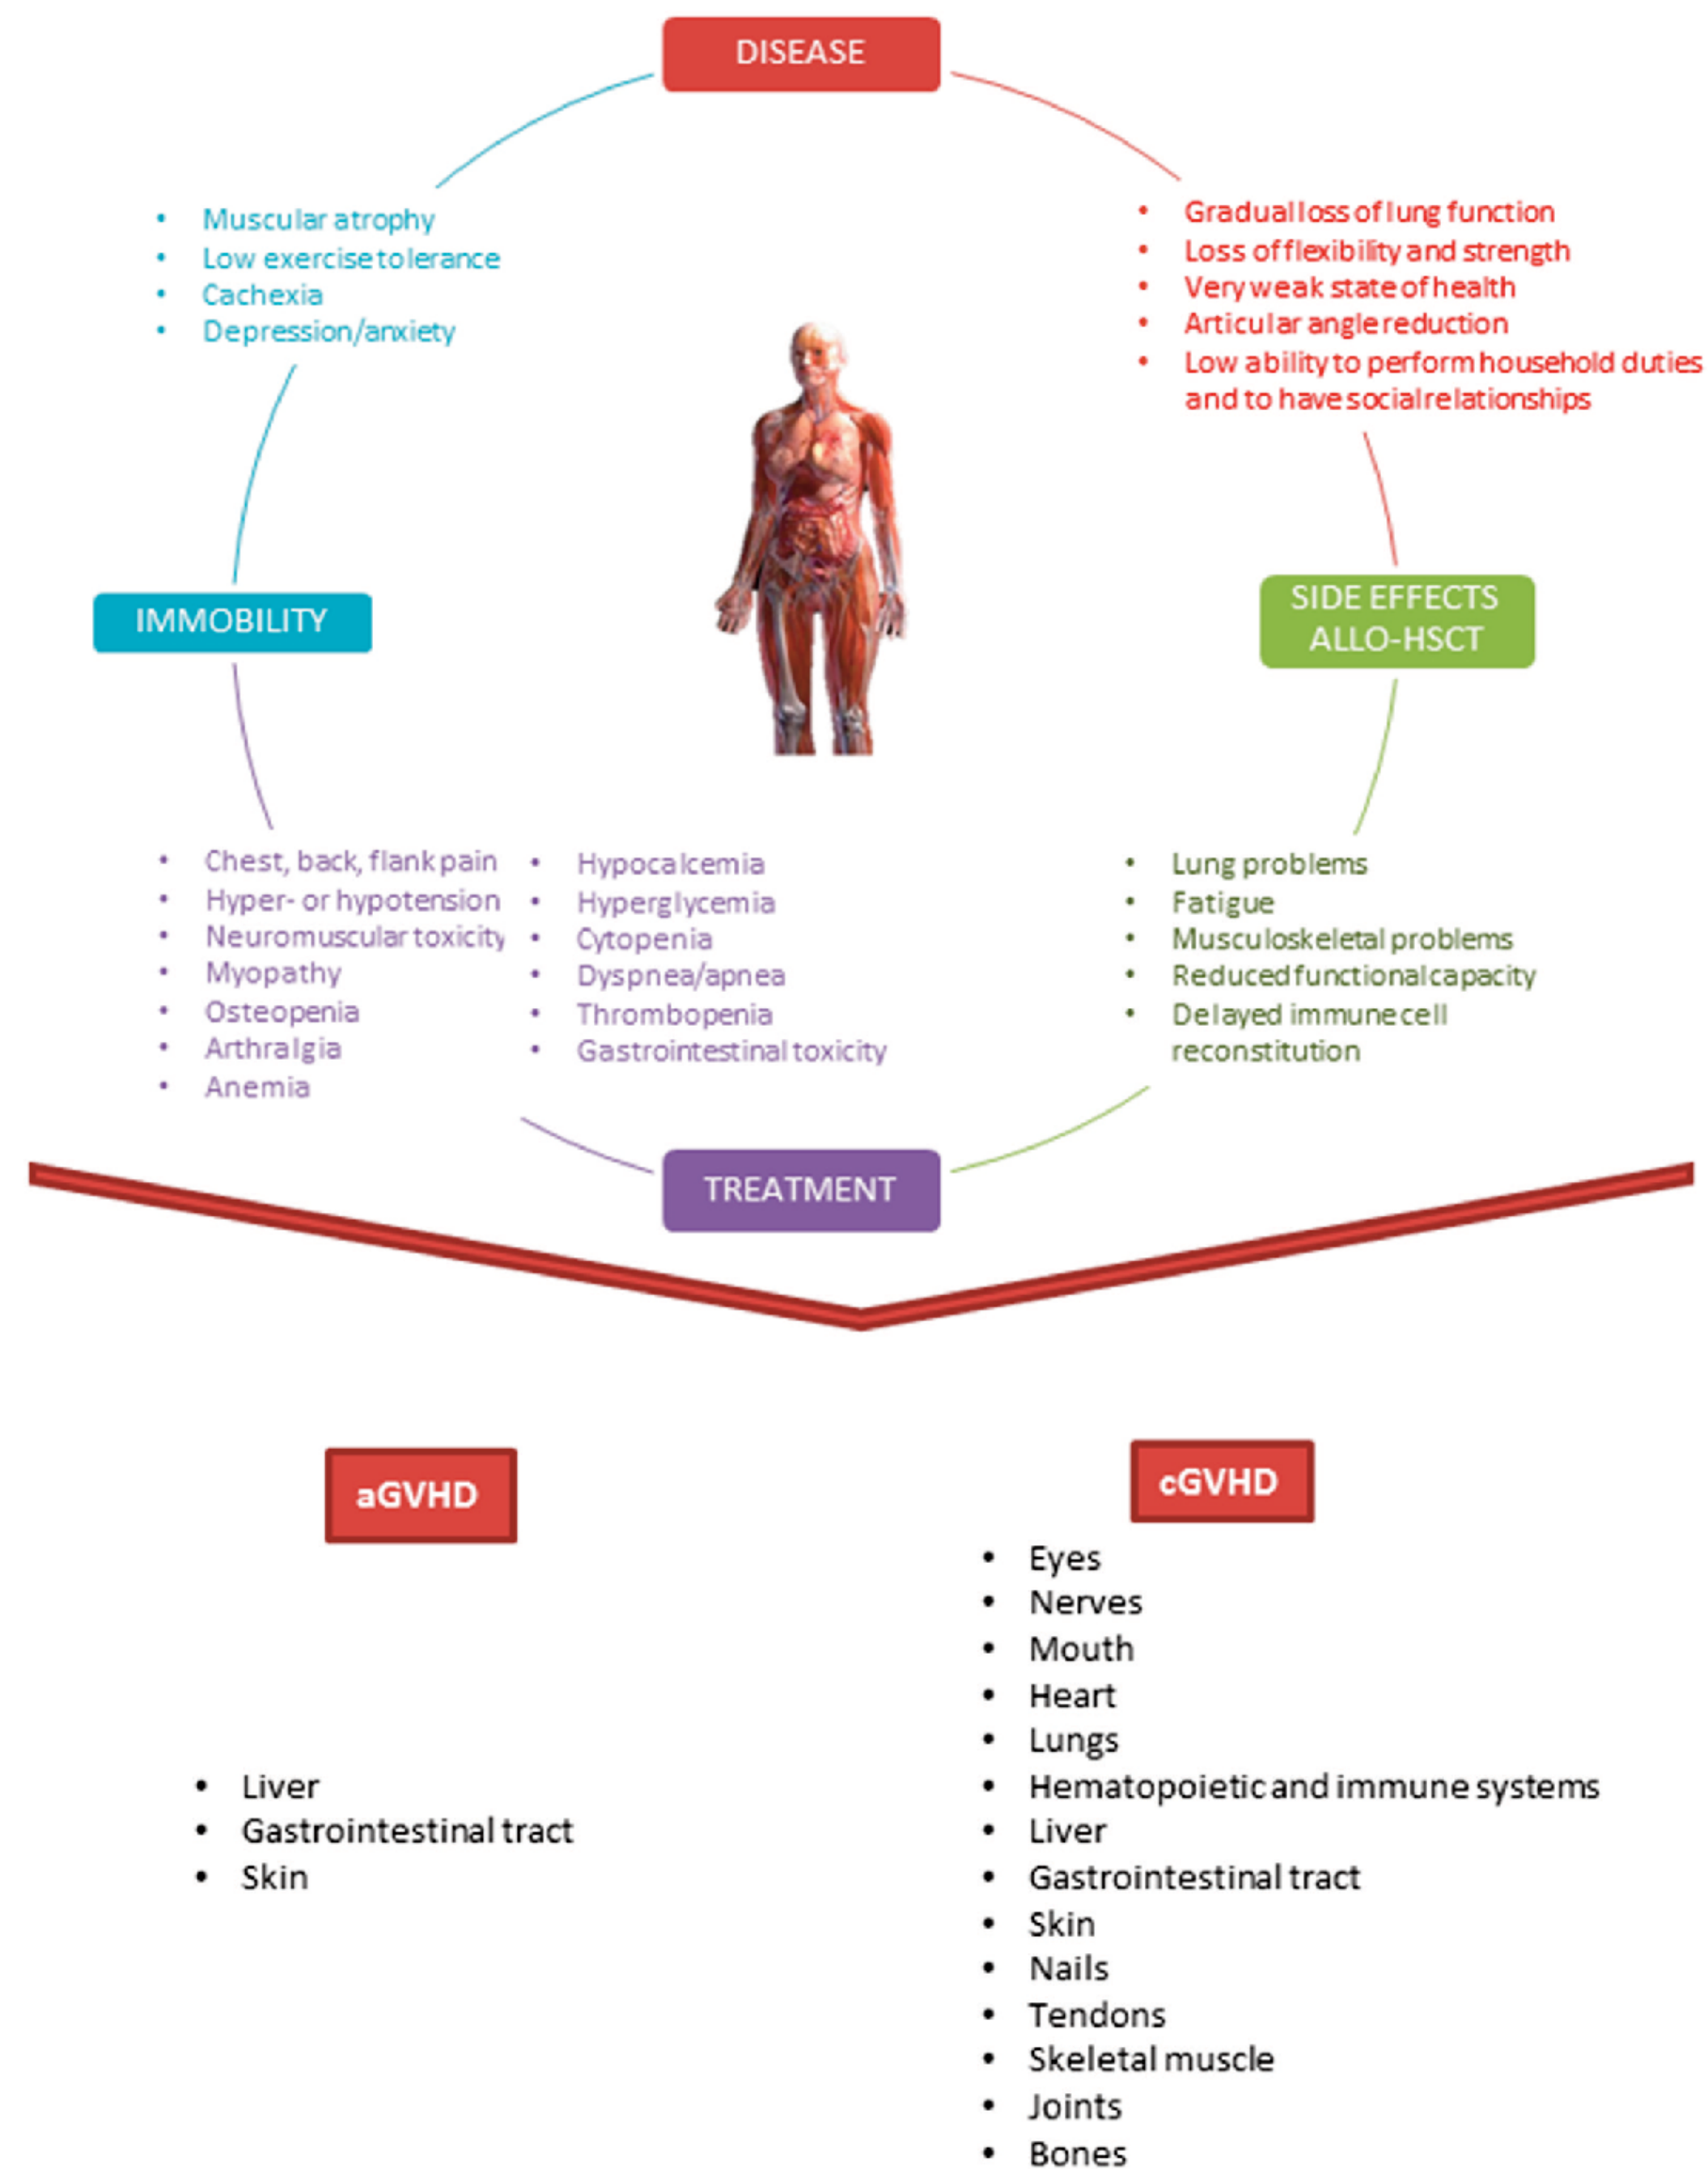 DISEASE
• Muscular atrophy
• Low exercise tolerance
• Cachexia
• Depression/anxiety
• Gradual loss of lung function
• Loss of flexibility and strength
• Very weak state of health
• Articular angle reduction
• Low ability to perform household duties
and to have social relationships
IMMOBILITY
SIDE EFFECTS
ALLO-HSCT
• Chest, back, flank pain
• Hyper- or hypotension
• Neuromuscular toxicity
• Myopathy
• Osteopenia
• Arthralgia
• Anemia
• Hypocalcemia
• Hyperglycemia
• Cytopenia
• Dyspnea/apnea
• Thrombopenia
• Gastrointestinal toxicity
• Lung problems
• Fatigue
• Musculoskeletal problems
• Reduced functional capacity
• Delayed immune cell
reconstitution
TREATMENT
aGVHD
• Liver
• Gastrointestinal tract
• Skin
cGVHD
• Eyes
• Nerves
• Mouth
• Heart
• Lungs
• Hematopoietic and immune systems
• Liver
• Gastrointestinal tract
• Skin
• Nails
• Tendons
• Skeletal muscle
• Joints
• Bones